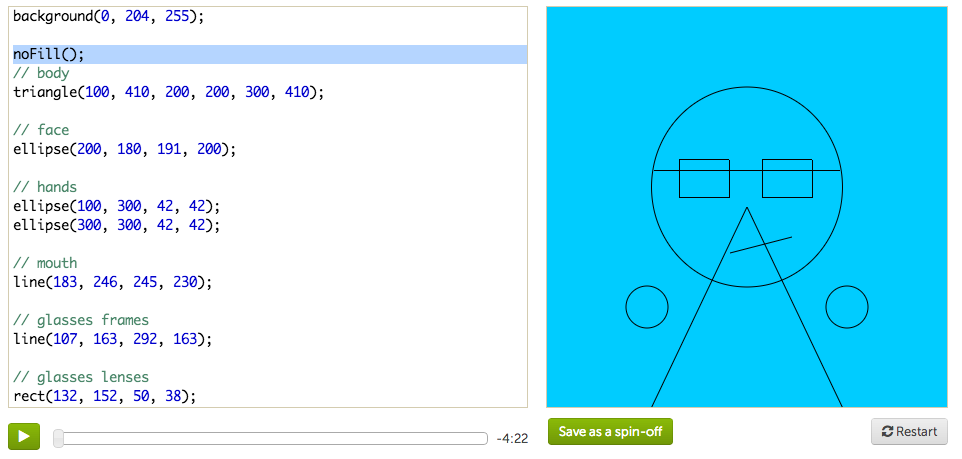 background(0, 204, 255);
noFill();
// body
triangle(100, 410, 200, 200, 300, 410);
// face
ellipse(200, 180, 191, 200);
// hands
ellipse(100, 300, 42, 42);
ellipse(300, 300, 42, 42);
// mouth
line(183, 246, 245, 230);
// glasses frames
line(107, 163, 292, 163);
// glasses lenses
rect(132, 152, 50, 38);
-4:22
Save as a spin-off
Restart